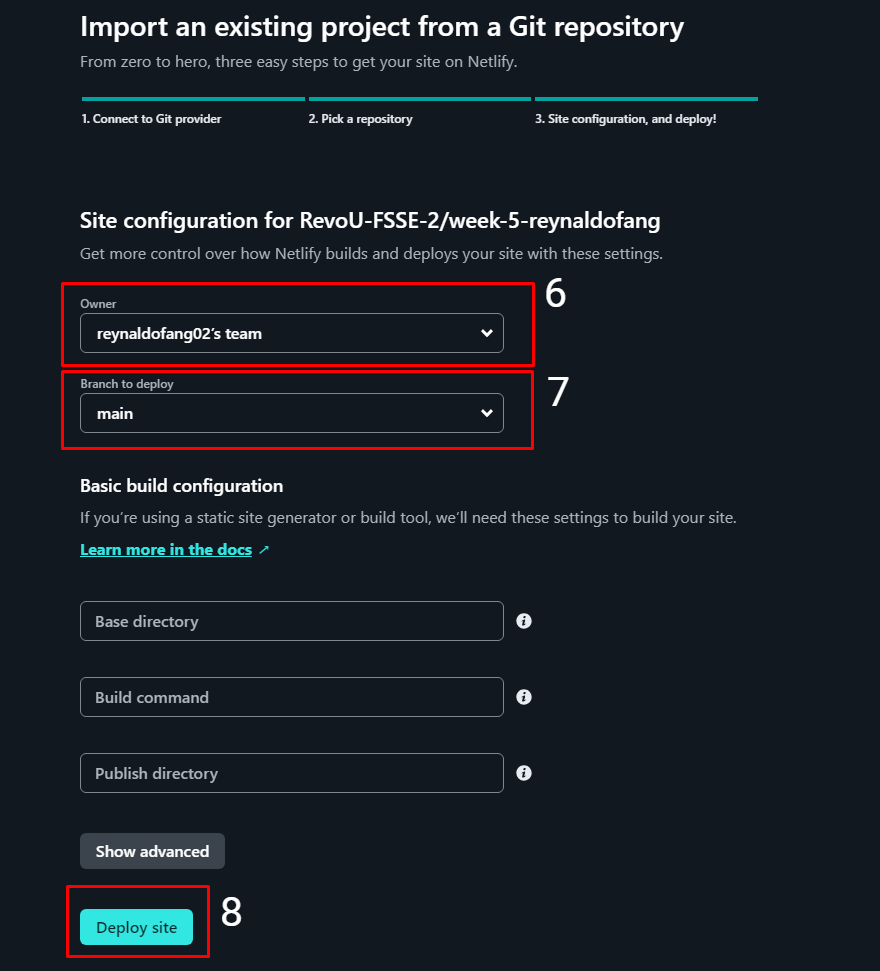 Import an existing project from a Git repository
From zero to hero, three easy steps to get your site on Netlify.
1. Connect to Git provider
2. Pick a repository
3. Site configuration, and deploy!
Site configuration for RevoU-FSSE-2/week-5-reynaldofang
Get more control over how Netlify builds and deploys your site with these settings.
6
Owner
reynaldofang02's team
7
Branch to deploy
main
Basic build configuration
If you’re using a static site generator or build tool, we’ll need these settings to build your site.
Learn more in the docs ↗
Base directory
Build command
Publish directory
Show advanced
8
Deploy site